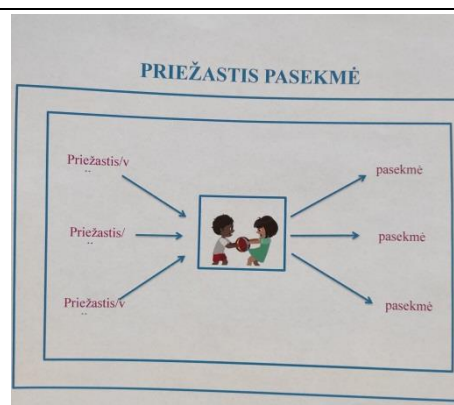 PRIEŽASTIS PASEKMĖ
Priežastis/v
..
pasekmė
Priežastis/
..
pasekmė
Priežastis/v
..
pasekmė